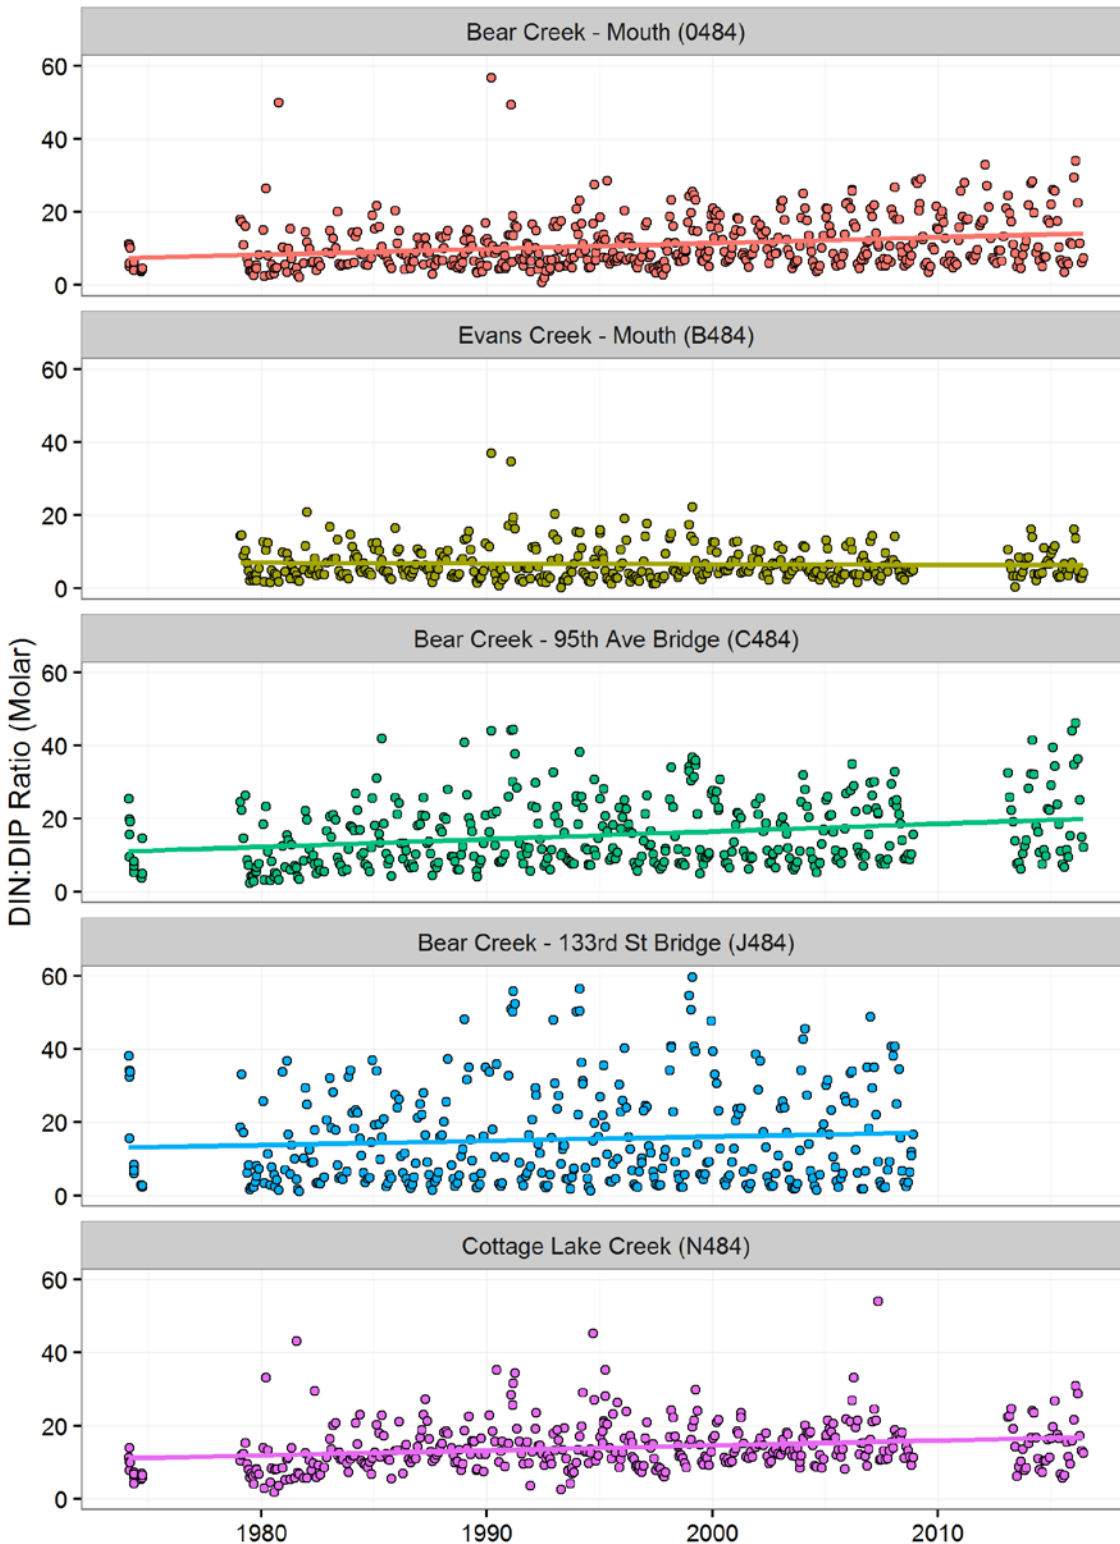 Bear Creek - Mouth (0484)
60
40
20
0
Evans Creek - Mouth (B484)
60
40
20
0
Bear Creek - 95th Ave Bridge (C484)
60
40
20
0
DIN:DIP Ratio (Molar)
Bear Creek - 133rd St Bridge (J484)
60
40
20
0
Cottage Lake Creek (N484)
60
40
20
0
1980 1990 2000 2010